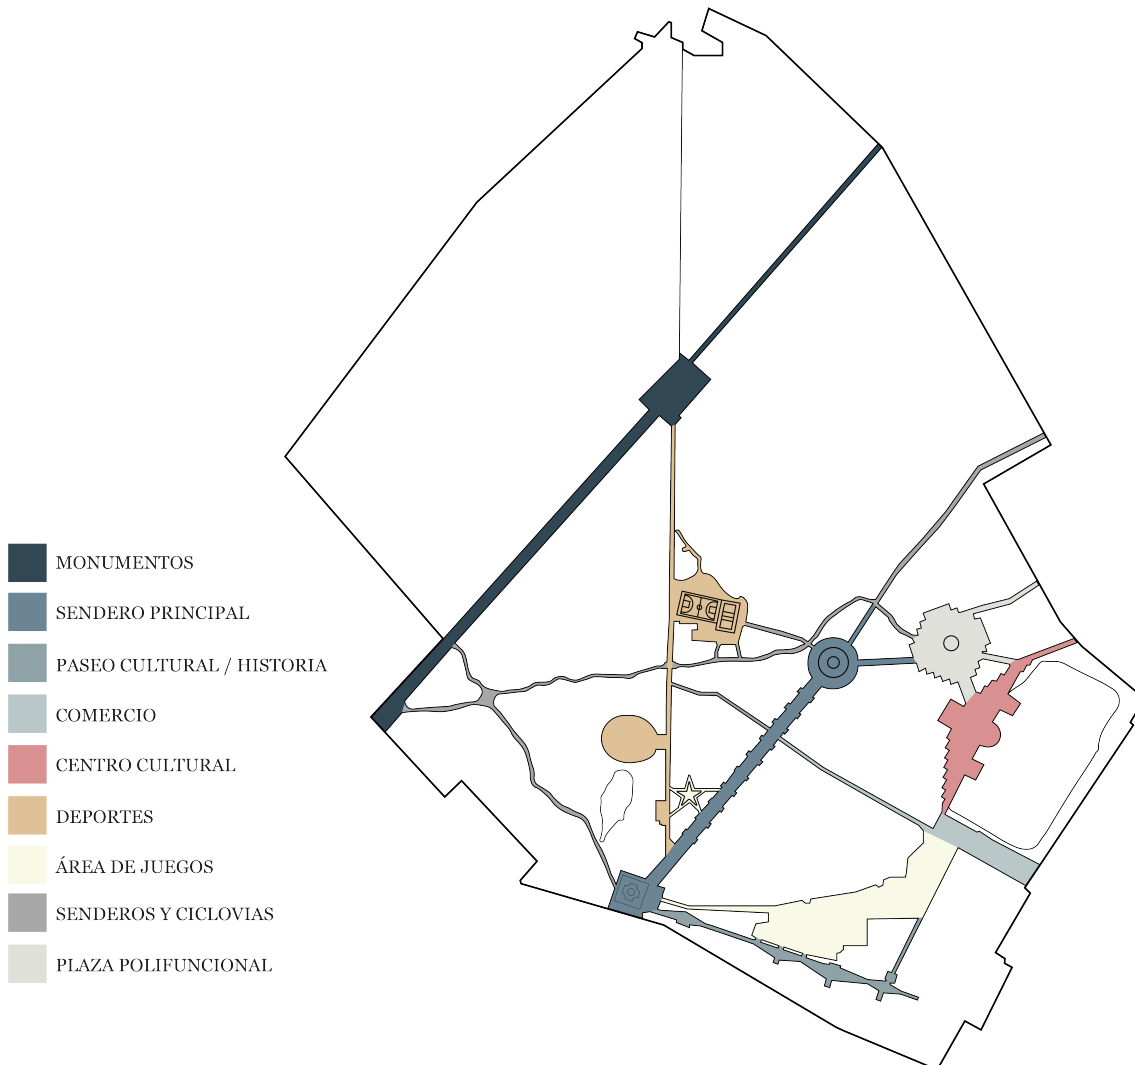 MONUMENTOS
SENDERO PRINCIPAL
PASEO CULTURAL / HISTORIA
COMERCIO
CENTRO CULTURAL
DEPORTES
ÁREA DE JUEGOS
SENDEROS Y CICLOVIAS
PLAZA POLIFUNCIONAL